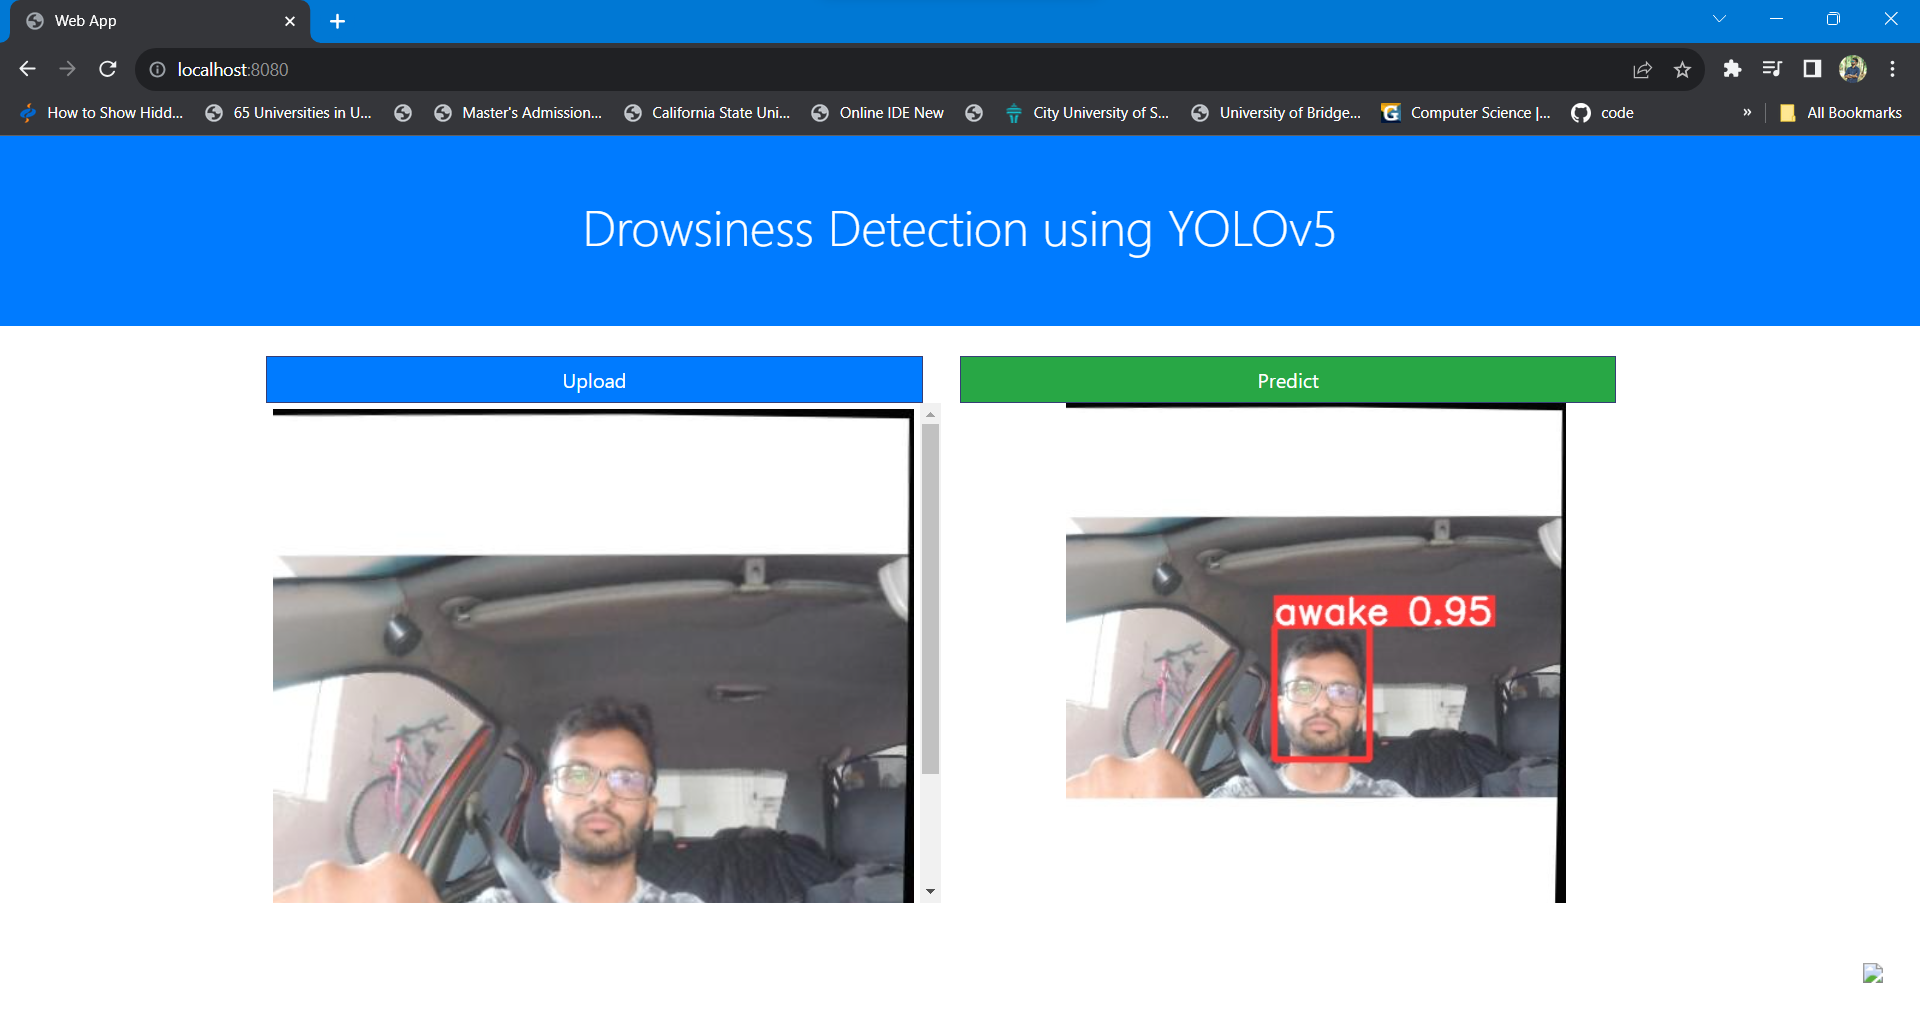 Web App
localhost:8080
How to Show Hidd... 65 Universities in U... Master's Admission... California State Uni... Online IDE New City University of S... University of Bridge... Computer Science |... code » All Bookmarks
Drowsiness Detection using YOLOv5
Upload Predict
awake 0.95